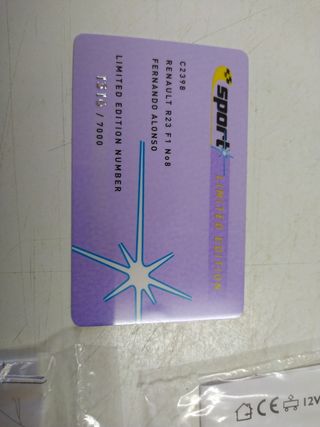 sport
LIMITED EDITION
C2398
RENAULT R23 F1 No8
FERNANDO ALONSO
LIMITED EDITION NUMBER
/ 7000
CE
12V